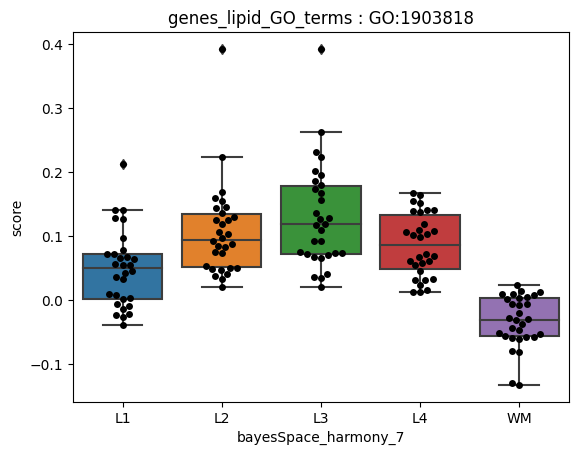 genes_lipid_GO_terms : GO:1903818
0.4
0.3
0.2
0.1
0.0
−0.1
score
L1 L2 L3 L4 WM
bayesSpace_harmony_7